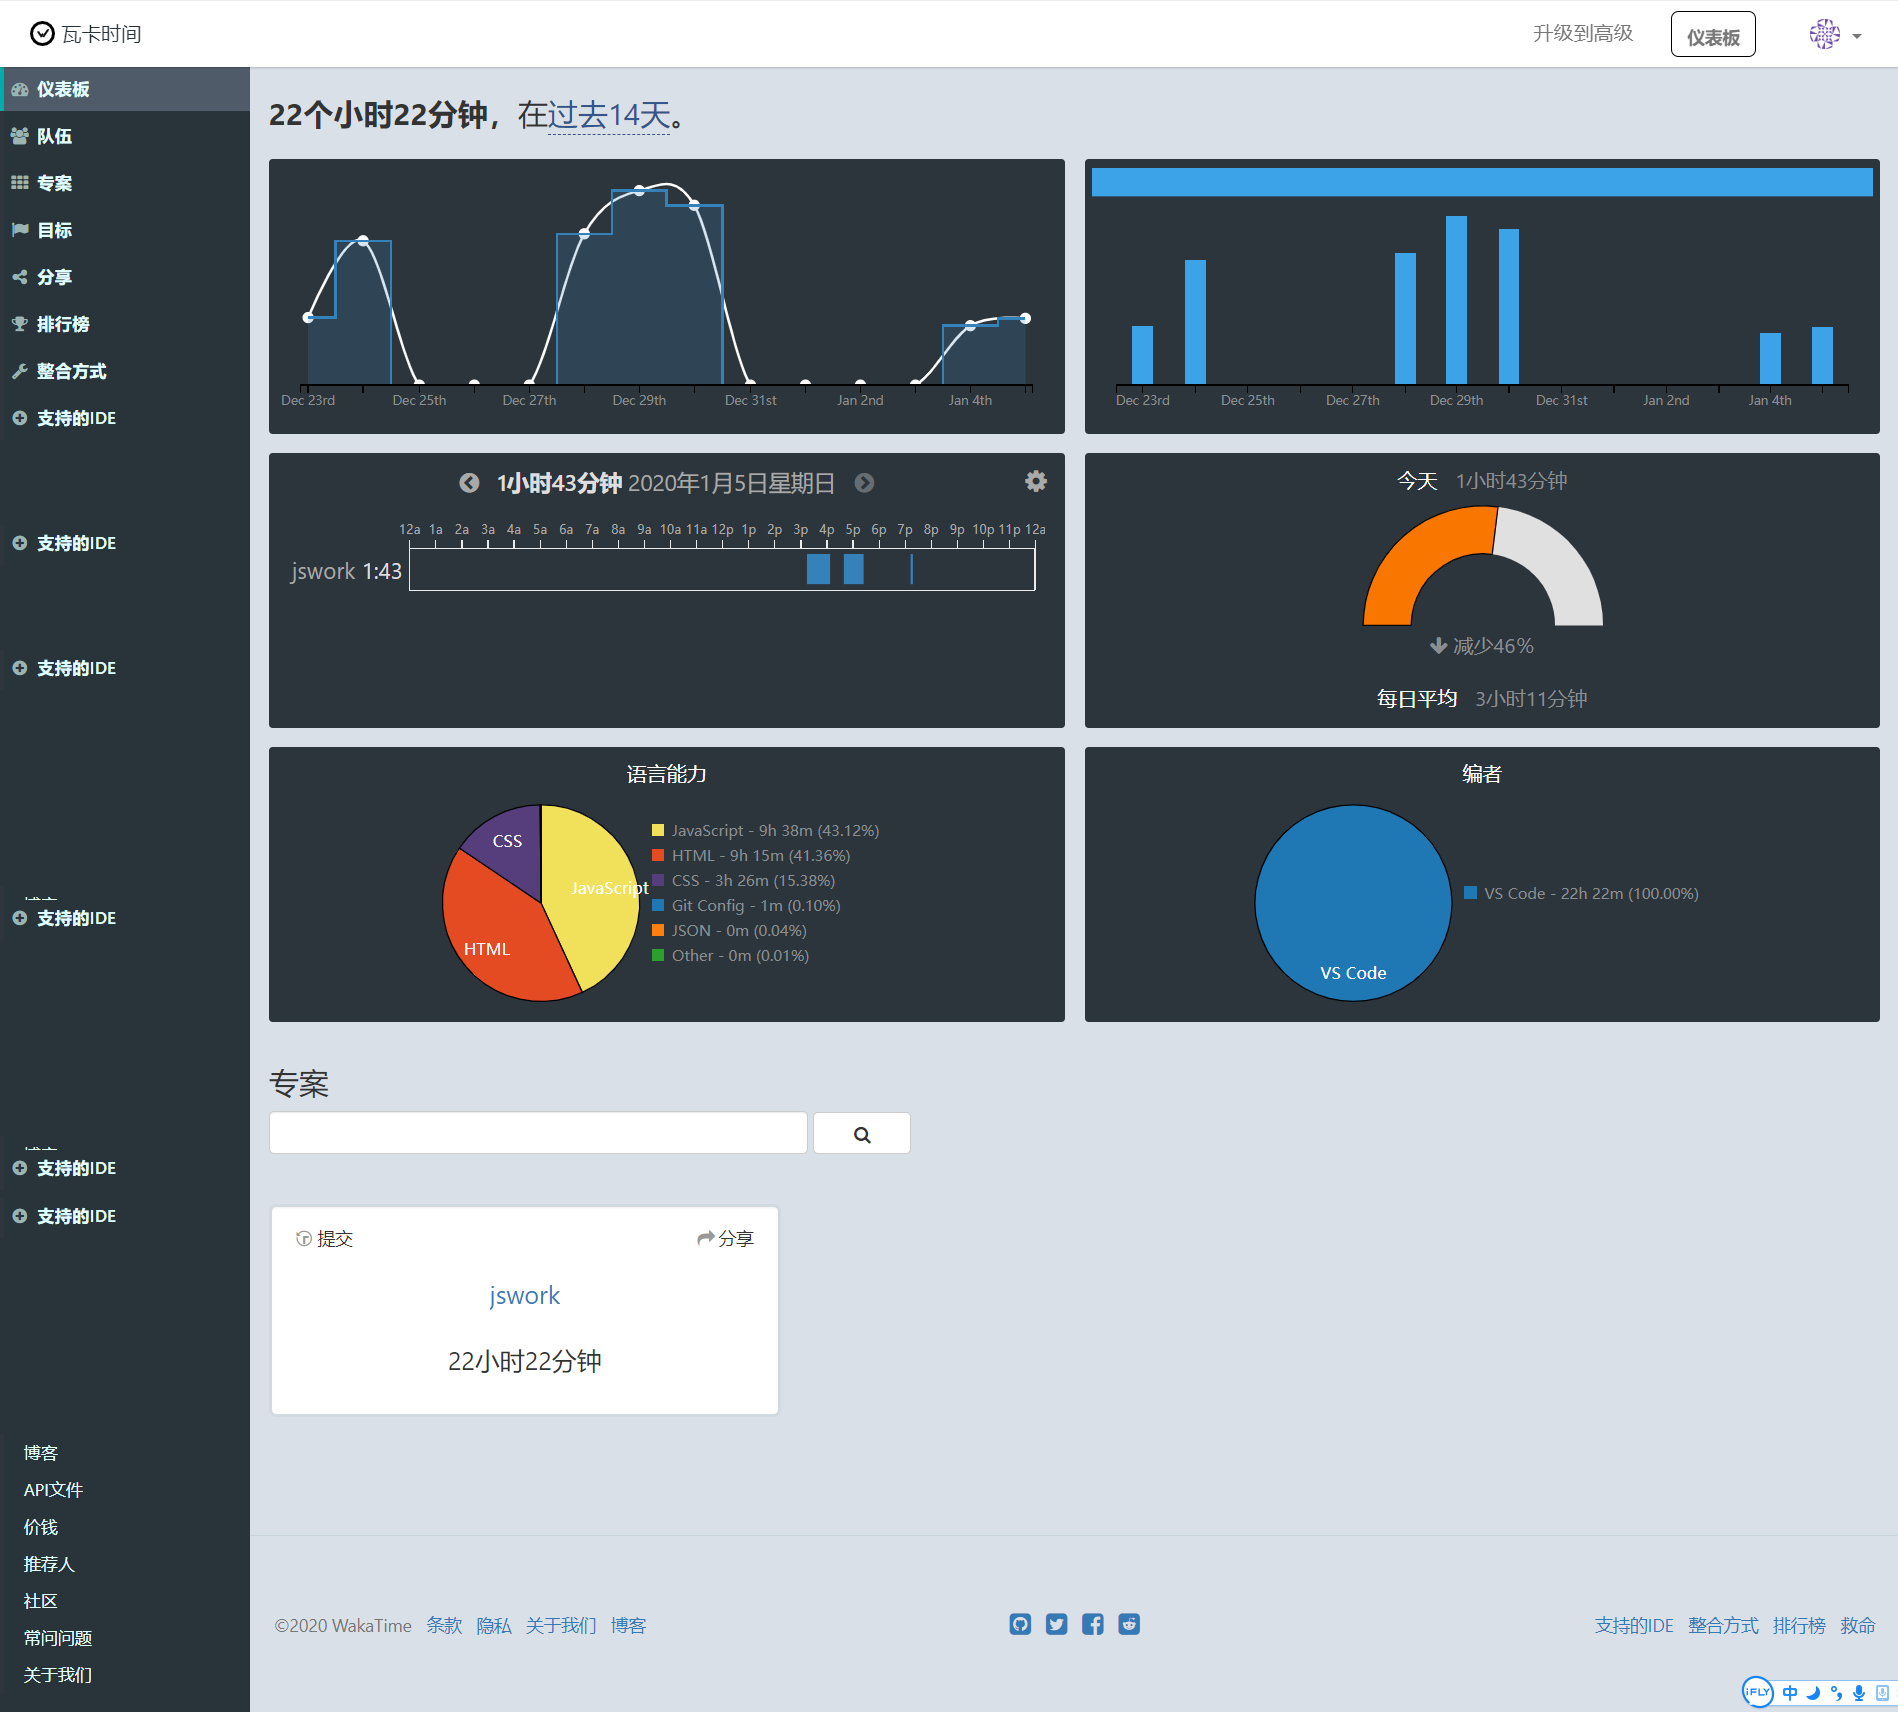 瓦卡时间
升级到高级
仪表板
仪表板
队伍
专案
目标
分享
排行榜
整合方式
支持的IDE
支持的IDE
支持的IDE
支持的IDE
支持的IDE
支持的IDE
博客
API文件
价钱
推荐人
社区
常问问题
关于我们
22个小时22分钟，在过去14天。
Dec 23rd Dec 25th Dec 27th Dec 29th Dec 31st Jan 2nd Jan 4th
Dec 23rd Dec 25th Dec 27th Dec 29th Dec 31st Jan 2nd Jan 4th
1小时43分钟 2020年1月5日星期日
12a 1a 2a 3a 4a 5a 6a 7a 8a 9a 10a 11a 12p 1p 2p 3p 4p 5p 6p 7p 8p 9p 10p 11p 12a
jswork 1:43
今天 1小时43分钟
减少46%
每日平均 3小时11分钟
语言能力
CSS
JavaScript
HTML
JavaScript - 9h 38m (43.12%)
HTML - 9h 15m (41.36%)
CSS - 3h 26m (15.38%)
Git Config - 1m (0.10%)
JSON - 0m (0.04%)
Other - 0m (0.01%)
编者
VS Code
VS Code - 22h 22m (100.00%)
专案
提交 分享
jswork
22小时22分钟
©2020 WakaTime 条款 隐私 关于我们 博客
支持的IDE 整合方式 排行榜 救命
iFLY 中